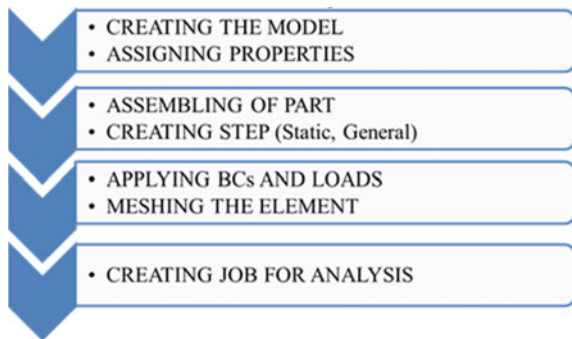 • CREATING THE MODEL
• ASSIGNING PROPERTIES
• ASSEMBLING OF PART
• CREATING STEP (Static, General)
• APPLYING BCs AND LOADS
• MESHING THE ELEMENT
• CREATING JOB FOR ANALYSIS